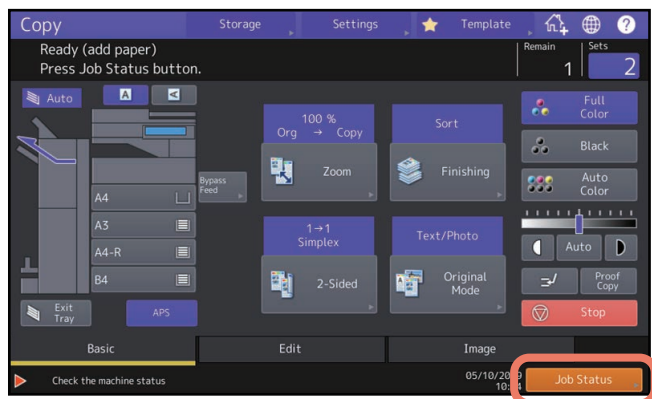 Copy
Storage
Settings
Template
?
Ready (add paper)
Press Job Status button.
Remain
1
Sets
2
Auto
A
A
Bypass
Feed
A4
A3
A4-R
B4
Exit
Tray
APS
100 %
Org → Copy
Zoom
Sort
Finishing
1→1
Simplex
2-Sided
Text/Photo
Original
Mode
Full
Color
Black
Auto
Color
Auto
Proof
Copy
Stop
Basic
Edit
Image
Check the machine status
Job Status